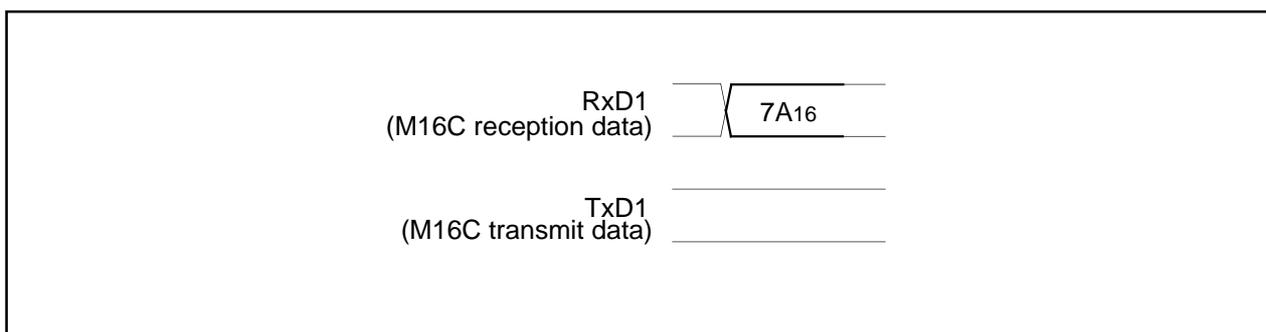 RxD1
(M16C reception data)
7A16
TxD1
(M16C transmit data)